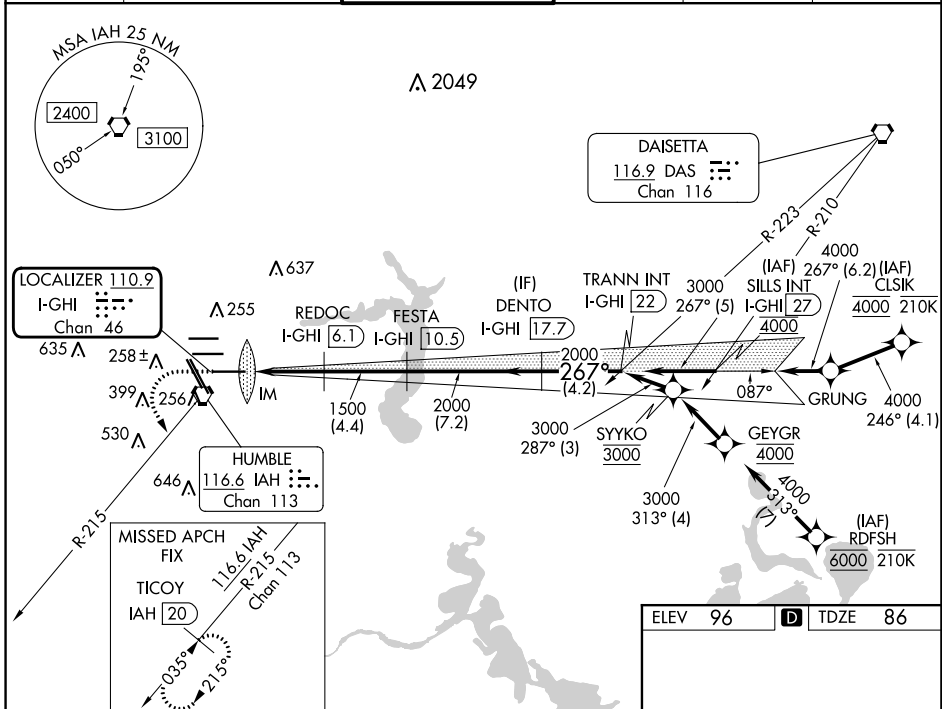 MSA IAH 25 NM
195°
2400
3100
050°
2049
DAISETTA
116.9 DAS
Chan 116
R-223
R-210
LOCALIZER 110.9
I-GHI
Chan 46
637
255
635
258±
399
256
530
646
IM
REDOC
I-GHI 6.1
FESTA
I-GHI 10.5
(IF)
DENTO
I-GHI 17.7
TRANN INT
I-GHI 22
3000
267° (5)
(IAF)
SILLS INT
I-GHI 27
4000
4000
267° (6.2)
(IAF)
CLSIK
4000 210K
2000
267°
(4.2)
087°
GRUNG
4000
246° (4.1)
1500
(4.4)
2000
(7.2)
3000
287° (3)
SYYKO
3000
GEYGR
4000
3000
313° (4)
4000
313°
(7)
(IAF)
RDFSH
6000 210K
HUMBLE
116.6 IAH
Chan 113
R-215
MISSED APCH
FIX
TICOY
IAH 20
116.6 IAH
R-215
Chan 113
035°
215°
ELEV 96
D
TDZE 86